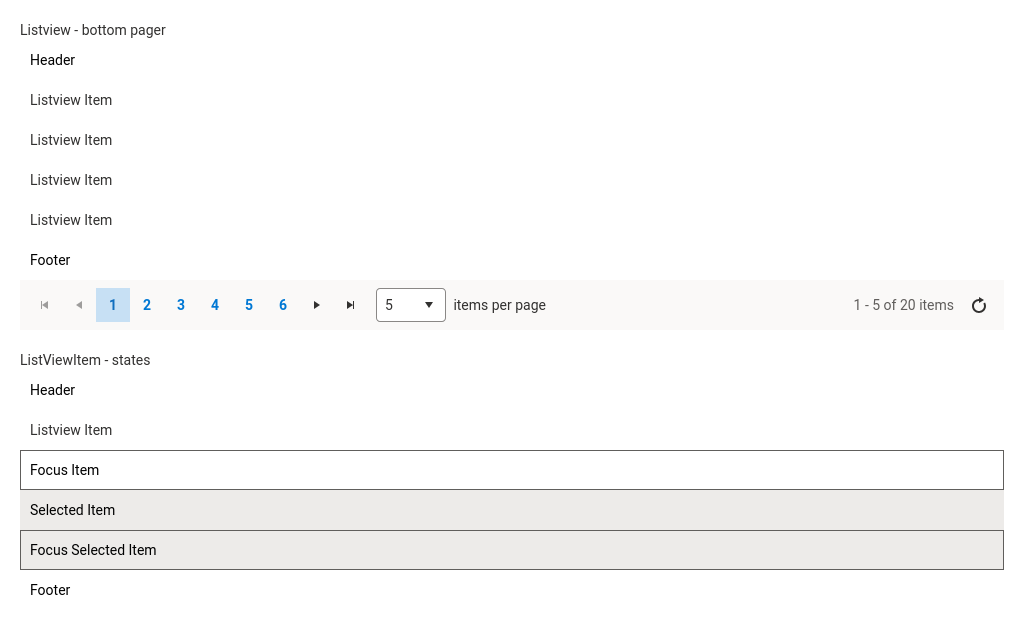 Listview - bottom pager
Header
Listview Item
Listview Item
Listview Item
Listview Item
Footer
1 2 3 4 5 6 5 items per page 1 - 5 of 20 items
ListViewItem - states
Header
Listview Item
Focus Item
Selected Item
Focus Selected Item
Footer